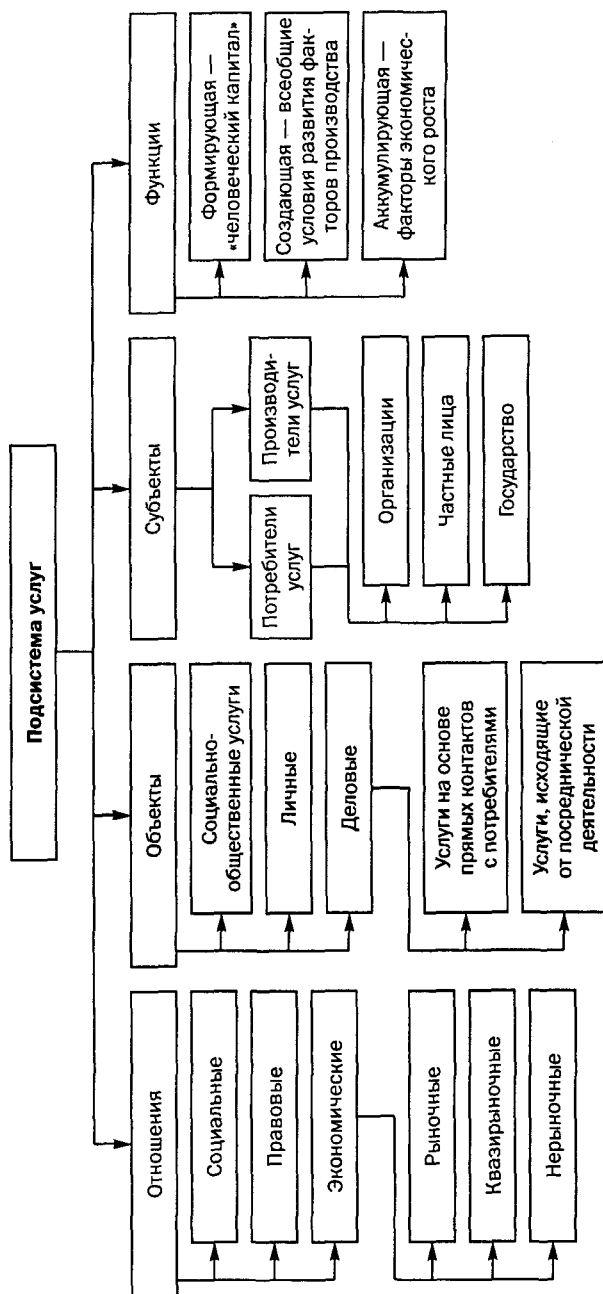 Подсистема услуг
Отношения
Социальные
Правовые
Экономические
Рыночные
Квазирыночные
Нерыночные
Объекты
Социально-
общественные услуги
Личные
Деловые
Услуги на основе
прямых контактов
с потребителями
Услуги, исходящие
от посреднической
деятельности
Субъекты
Потребители
услуг
Производи-
тели услуг
Организации
Частные лица
Государство
Функции
Формирующая —
«человеческий капитал»
Создающая — всеобщие
условия развития фак-
торов производства
Аккумулирующая —
факторы экономичес-
кого роста